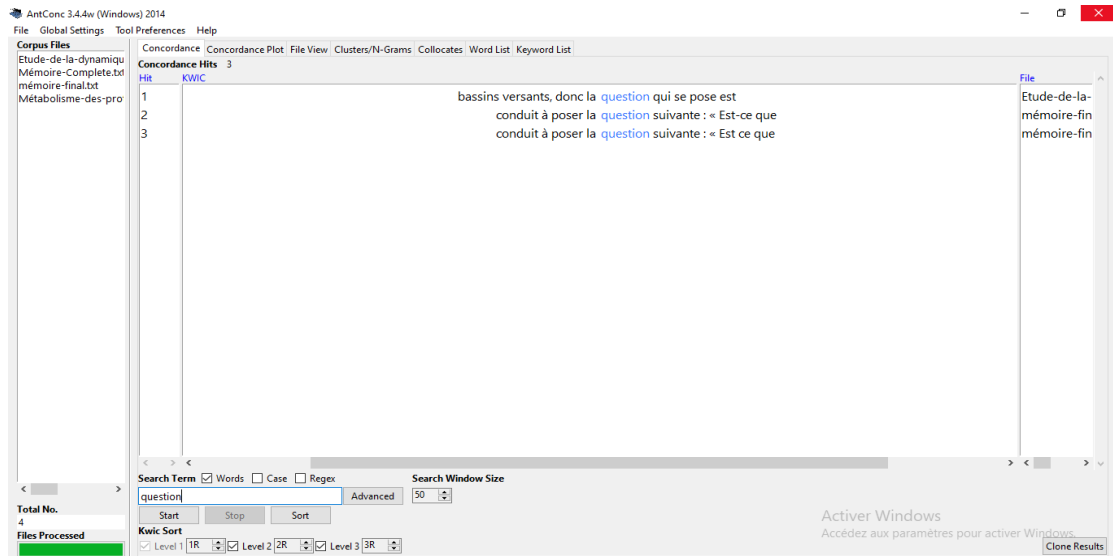 AntConc 3.4.4w (Windows) 2014
File Global Settings Tool Preferences Help
Corpus Files
Etude-de-la-dynamiqu
Mémoire-Complete.txt
mémoire-final.txt
Métabolisme-des-pro
Total No.
4
Files Processed
Concordance Concordance Plot File View Clusters/N-Grams Collocates Word List Keyword List
Concordance Hits 3
Hit KWIC File
1 bassins versants, donc la question qui se pose est Etude-de-la-
2 conduit à poser la question suivante : « Est-ce que mémoire-fin
3 conduit à poser la question suivante : « Est ce que mémoire-fin
Search Term Words Case Regex Search Window Size
question Advanced 50
Start Stop Sort
Kwic Sort
Level 1 1R Level 2 2R Level 3 3R
Activer Windows
Accédez aux paramètres pour activer Windows.
Clone Results